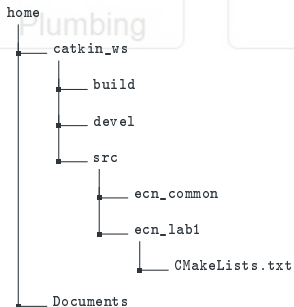 home
Plumbing
catkin_ws
build
devel
src
ecn_common
ecn_lab1
CMakeLists.txt
Documents